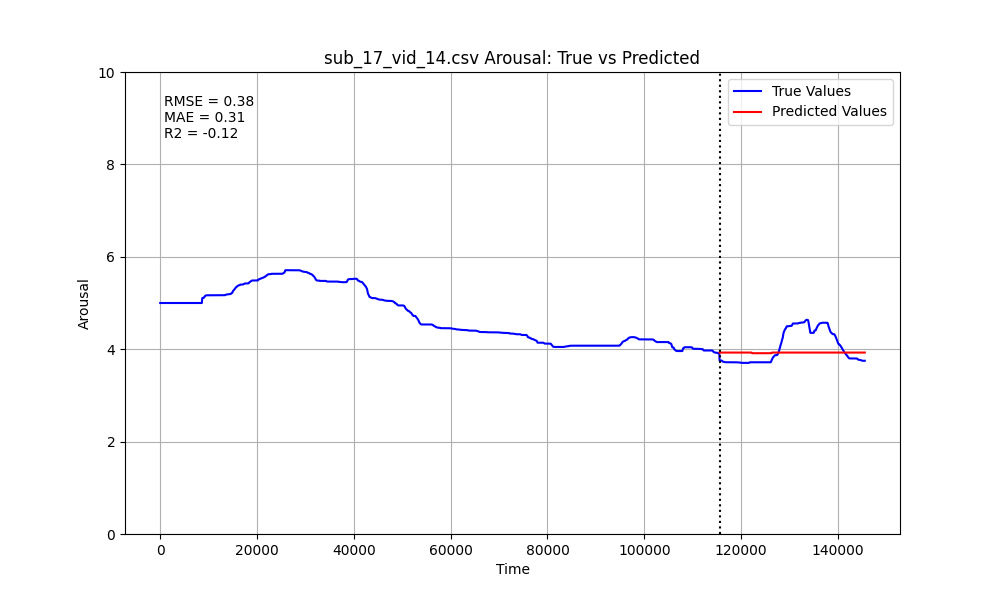 sub_17_vid_14.csv Arousal: True vs Predicted
RMSE = 0.38
MAE = 0.31
R2 = -0.12
True Values
Predicted Values
10
8
6
4
2
0
Arousal
0 20000 40000 60000 80000 100000 120000 140000
Time